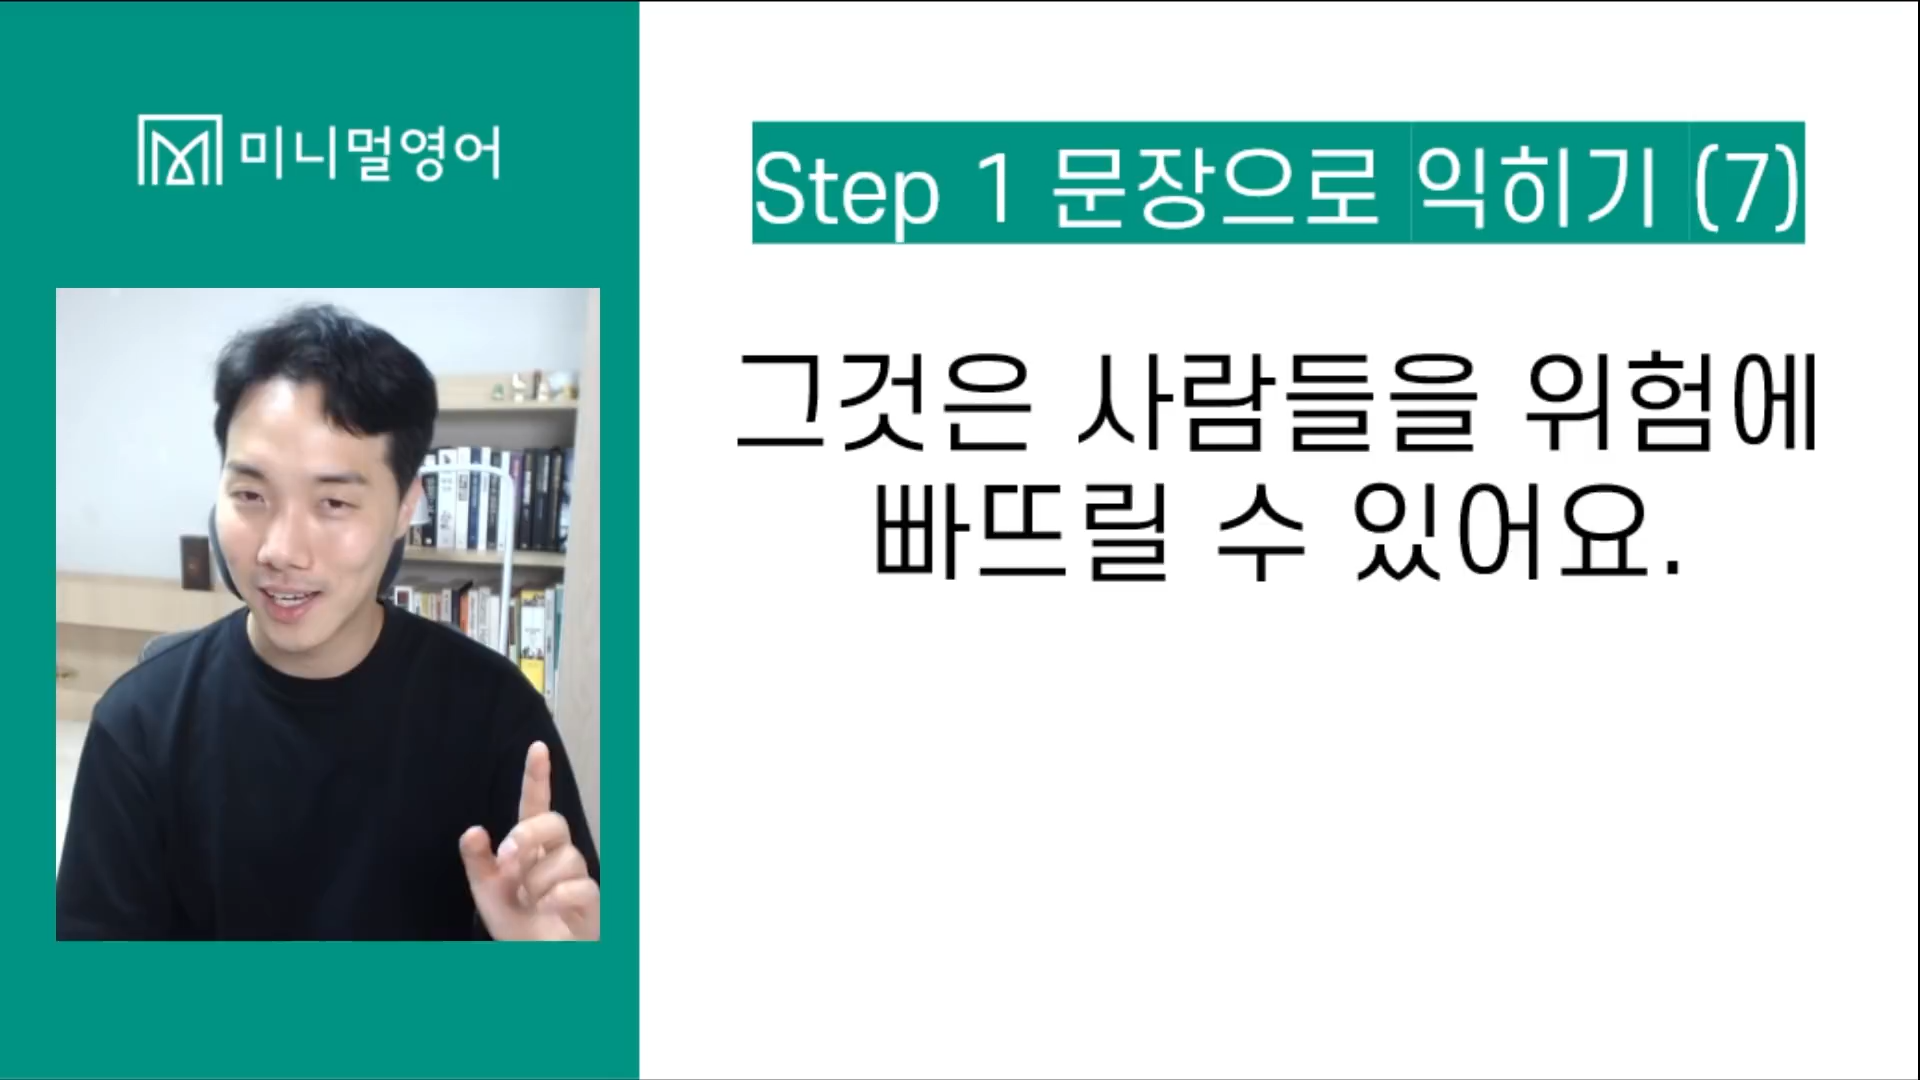 미니멀영어
Step 1 문장으로 익히기 (7)
그것은 사람들을 위험에
빠뜨릴 수 있어요.